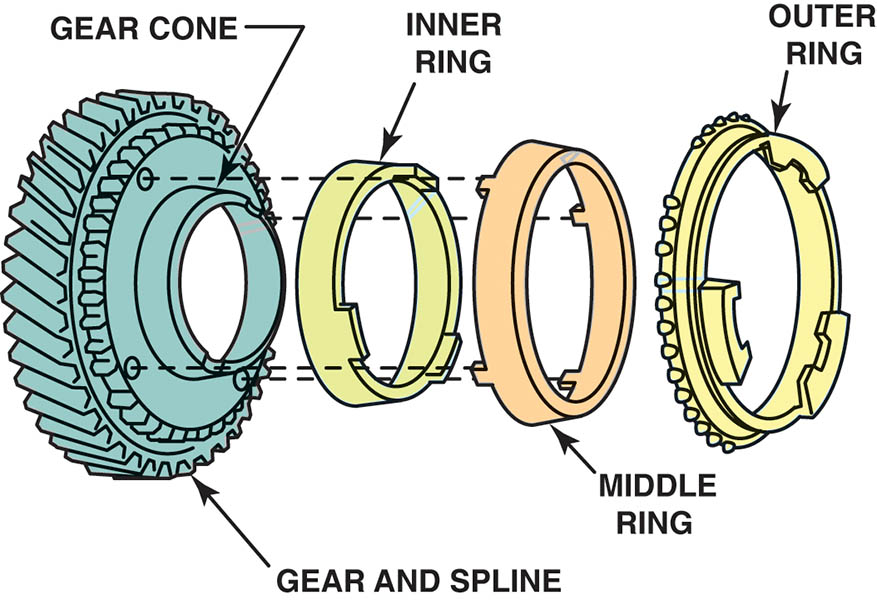 GEAR CONE
INNER
RING
OUTER
RING
MIDDLE
RING
GEAR AND SPLINE